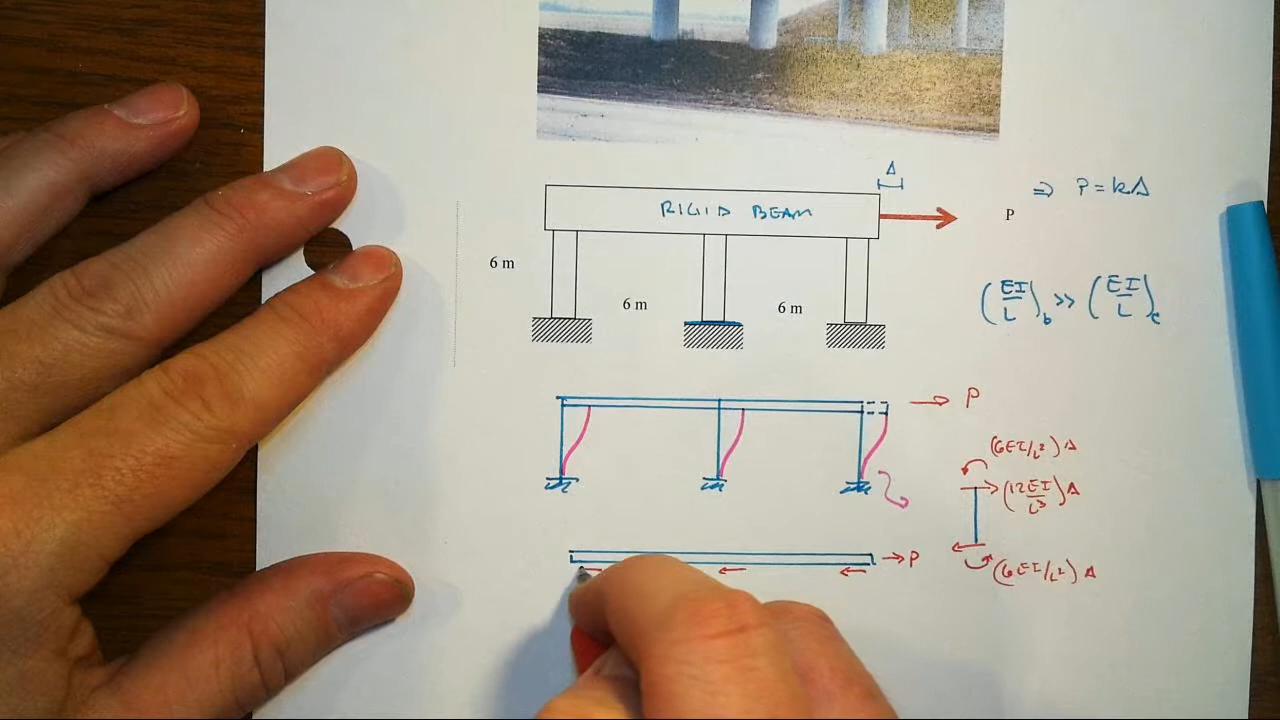 Δ
⇒ P = kΔ
RIGID BEAM
P
6 m
(EI/L)b >> (EI/L)c
6 m
6 m
P
(6EI/L²) Δ
(12EI/L³) Δ
P
(6EI/L²) Δ